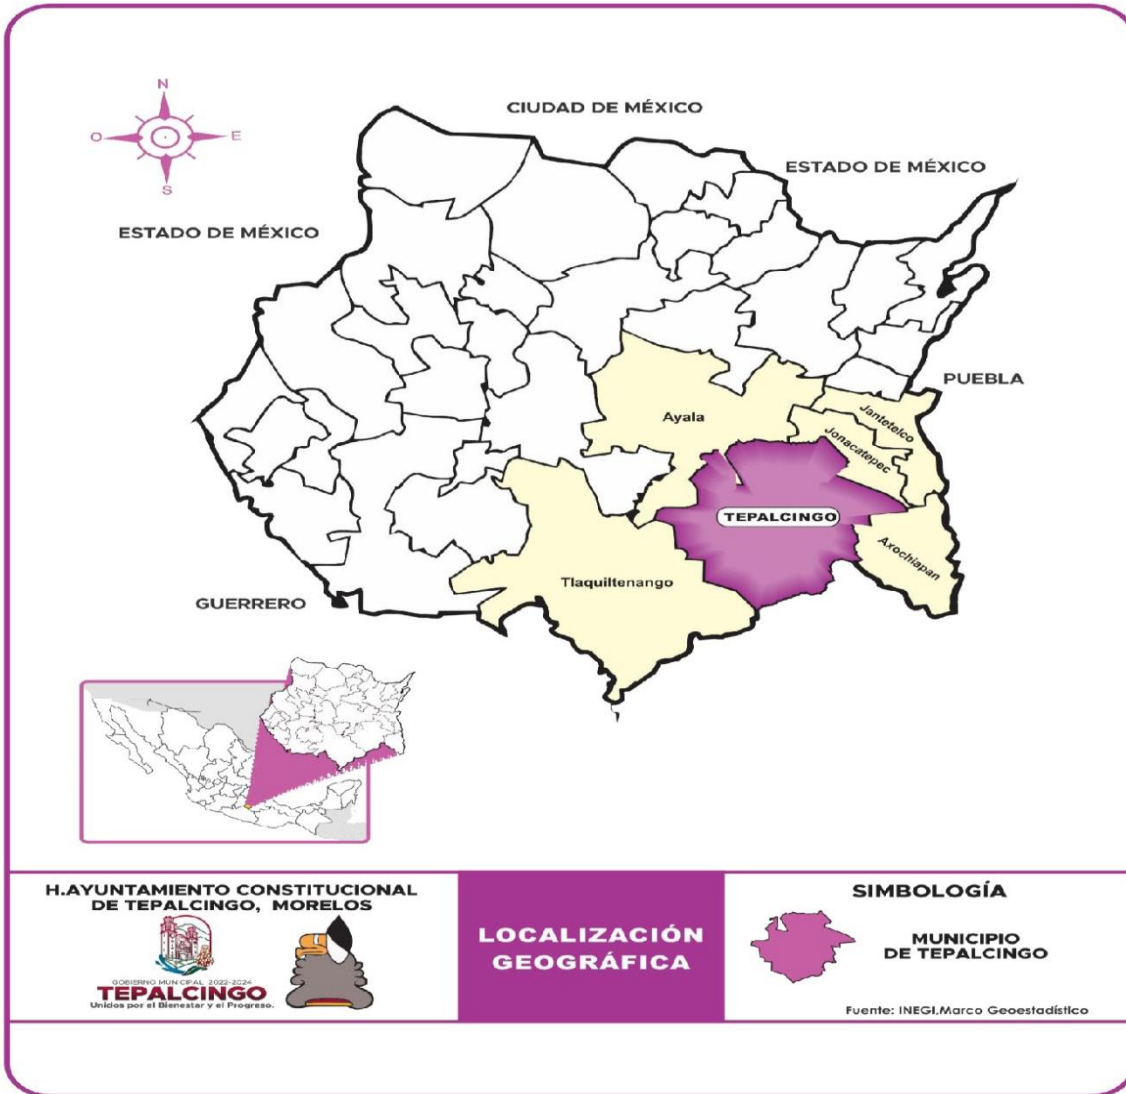 N
CIUDAD DE MÉXICO
O
E
ESTADO DE MÉXICO
S
ESTADO DE MÉXICO
PUEBLA
Ayala
Jantetelco
Jonacatepec
TEPALCINGO
Axochiapan
Tlaquiltenango
GUERRERO
H.AYUNTAMIENTO CONSTITUCIONAL
DE TEPALCINGO, MORELOS
GOBIERNO MUNICIPAL 2022-2024
TEPALCINGO
Unidos por el Bienestar y el Progreso.
LOCALIZACIÓN
GEOGRÁFICA
SIMBOLOGÍA
MUNICIPIO
DE TEPALCINGO
Fuente: INEGI,Marco Geoestadístico